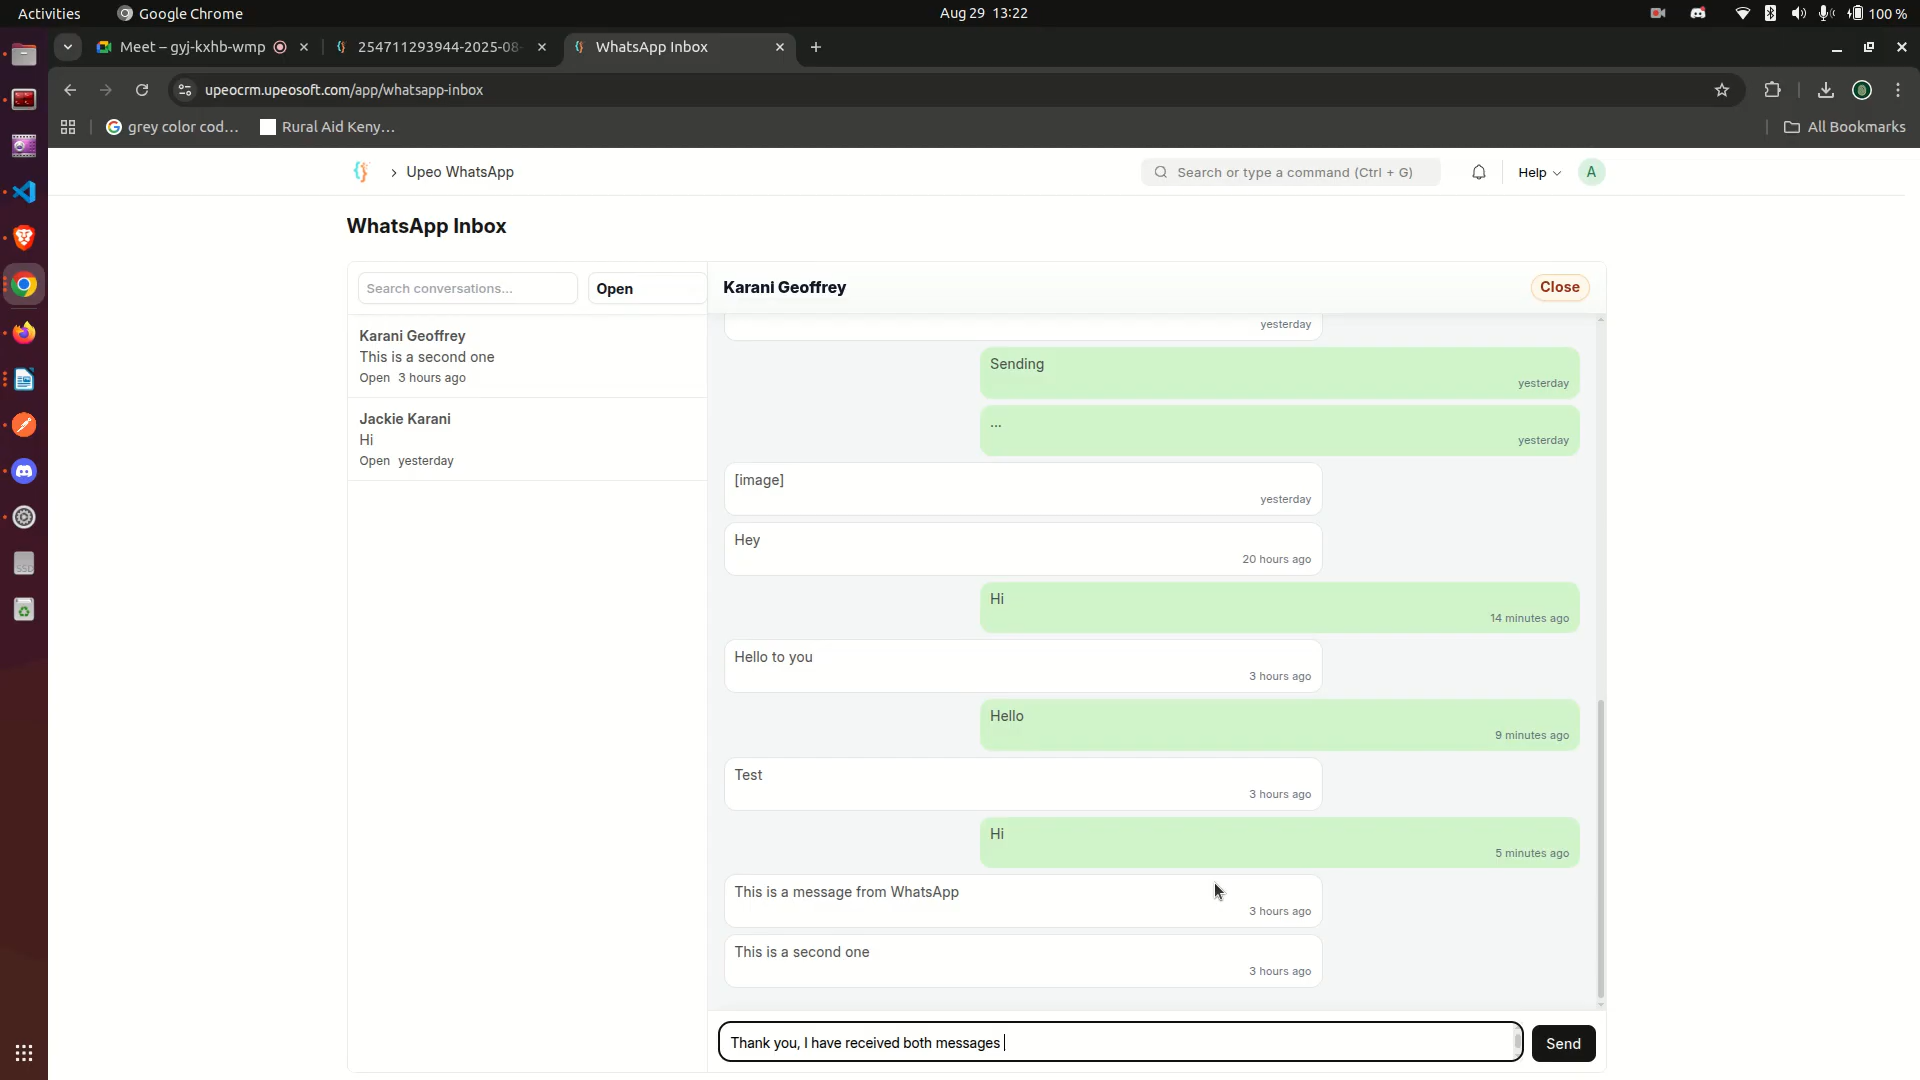 Activities
Google Chrome
Aug 29 13:22
100 %
Meet – gyj-kxhb-wmp
254711293944-2025-08-
WhatsApp Inbox
upeocrm.upeosoft.com/app/whatsapp-inbox
grey color cod...
Rural Aid Keny...
All Bookmarks
Upeo WhatsApp
Search or type a command (Ctrl + G)
Help
A
WhatsApp Inbox
Search conversations...
Open
Karani Geoffrey
This is a second one
Open 3 hours ago
Jackie Karani
Hi
Open yesterday
Karani Geoffrey
Close
yesterday
Sending
yesterday
...
yesterday
[image]
yesterday
Hey
20 hours ago
Hi
14 minutes ago
Hello to you
3 hours ago
Hello
9 minutes ago
Test
3 hours ago
Hi
5 minutes ago
This is a message from WhatsApp
3 hours ago
This is a second one
3 hours ago
Thank you, I have received both messages
Send
SSD